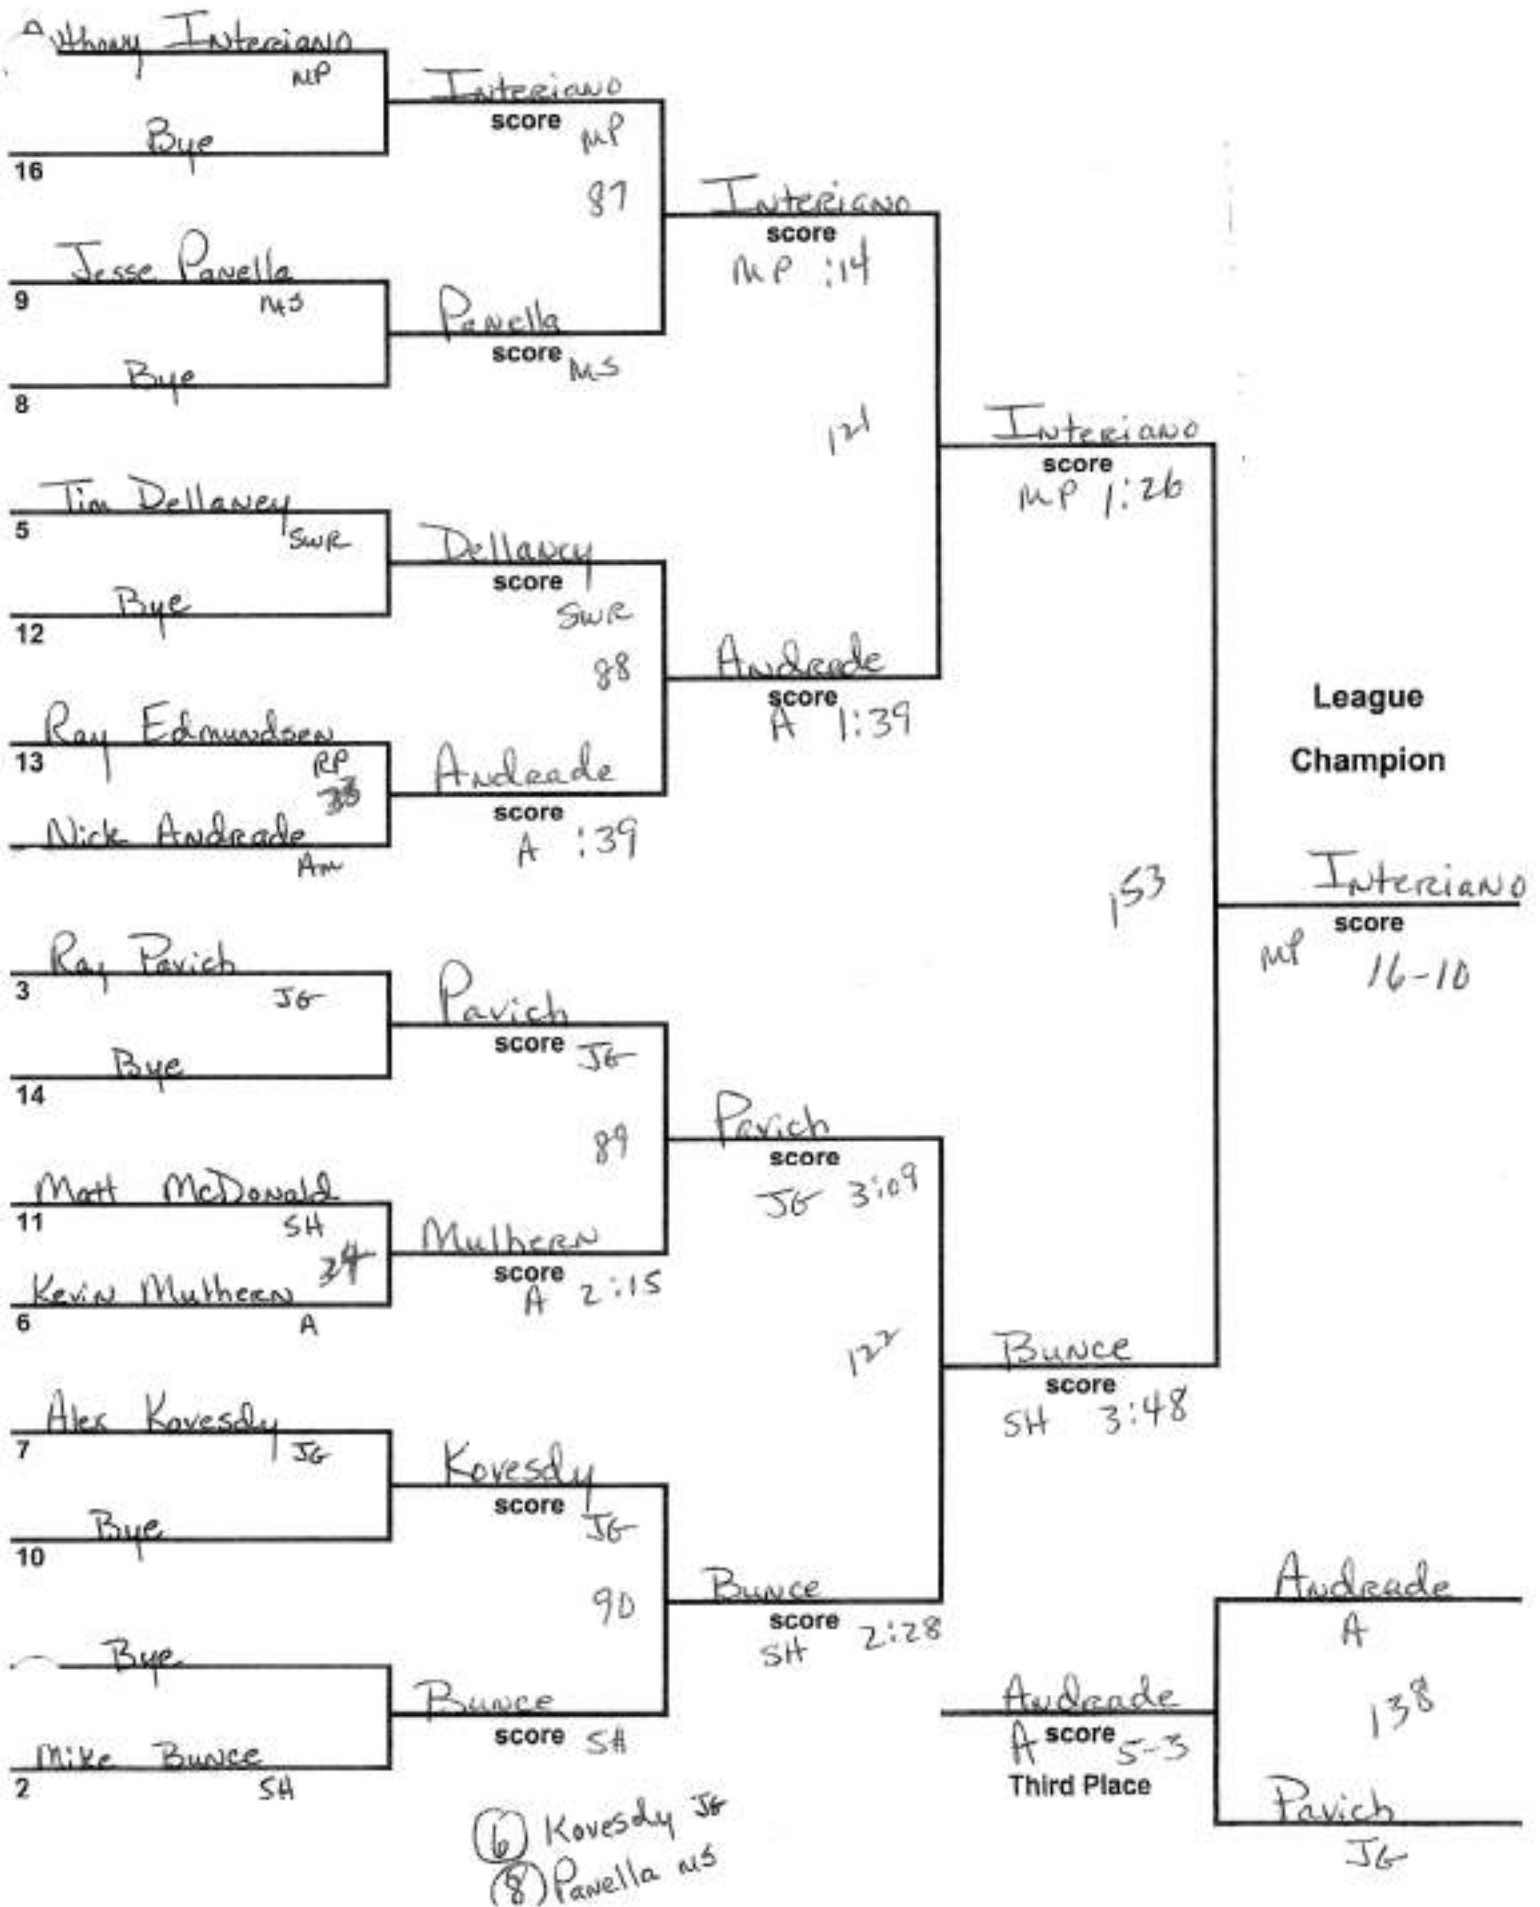 Anthony Interiano
MP
Bye
16
Jesse Panella
9
MS
Bye
8
Tim Dellaney
5
SWR
Bye
12
Ray Edmundsen
13
RP
33
Nick Andrade
Am
Ray Pavich
3
JG
Bye
14
Matt McDonald
11
SH
34
Kevin Mulhern
6
A
Alex Kovesdy
7
JG
Bye
10
Bye
Mike Bunce
2
SH
Interiano
score
MP
87
Panella
score MS
Dellaney
score
SWR
88
Andrade
score
A :39
Pavich
score JG
89
Mulhern
score
A 2:15
Kovesdy
score
JG
90
Bunce
score SH
Interiano
score
MP :14
121
Andrade
score
A 1:39
Pavich
score
JG 3:09
122
Bunce
score
SH 2:28
Interiano
score
MP 1:26
153
Bunce
score
SH 3:48
League
Champion
Interiano
score
MP 16-10
Andrade
A
138
Pavich
JG
Andrade
A score 5-3
Third Place
6 Kovesdy JG
8 Panella MS